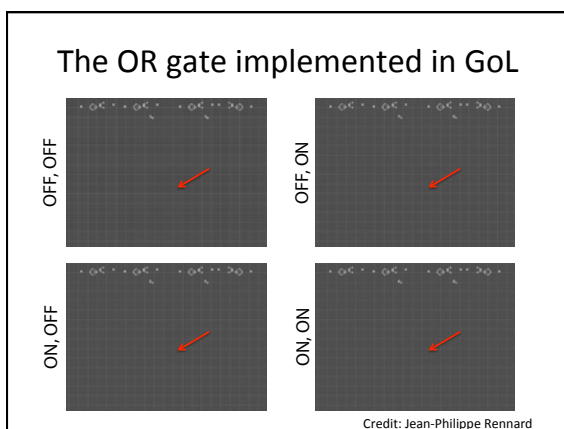 The OR gate implemented in GoL
OFF, OFF
OFF, ON
ON, OFF
ON, ON
Credit: Jean-Philippe Rennard